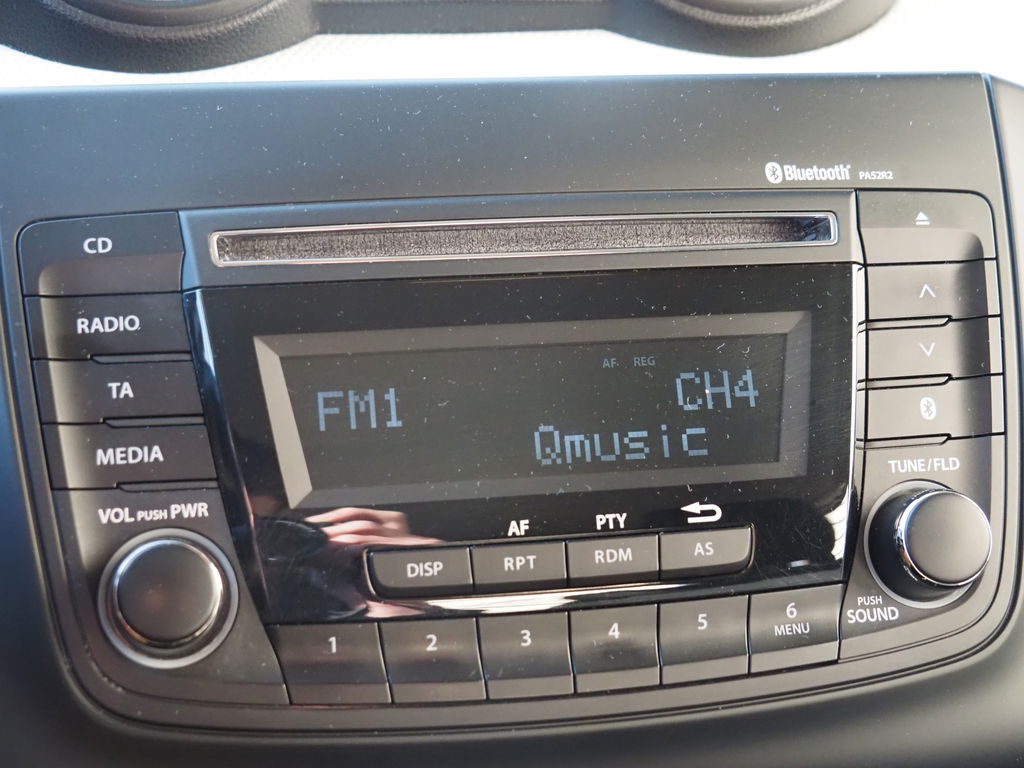 Bluetooth PA52R2
CD
RADIO
TA
MEDIA
VOL PUSH PWR
AF REG
FM1 CH4
Qmusic
TUNE/FLD
AF PTY
DISP RPT RDM AS
PUSH
SOUND
1 2 3 4 5 6
MENU